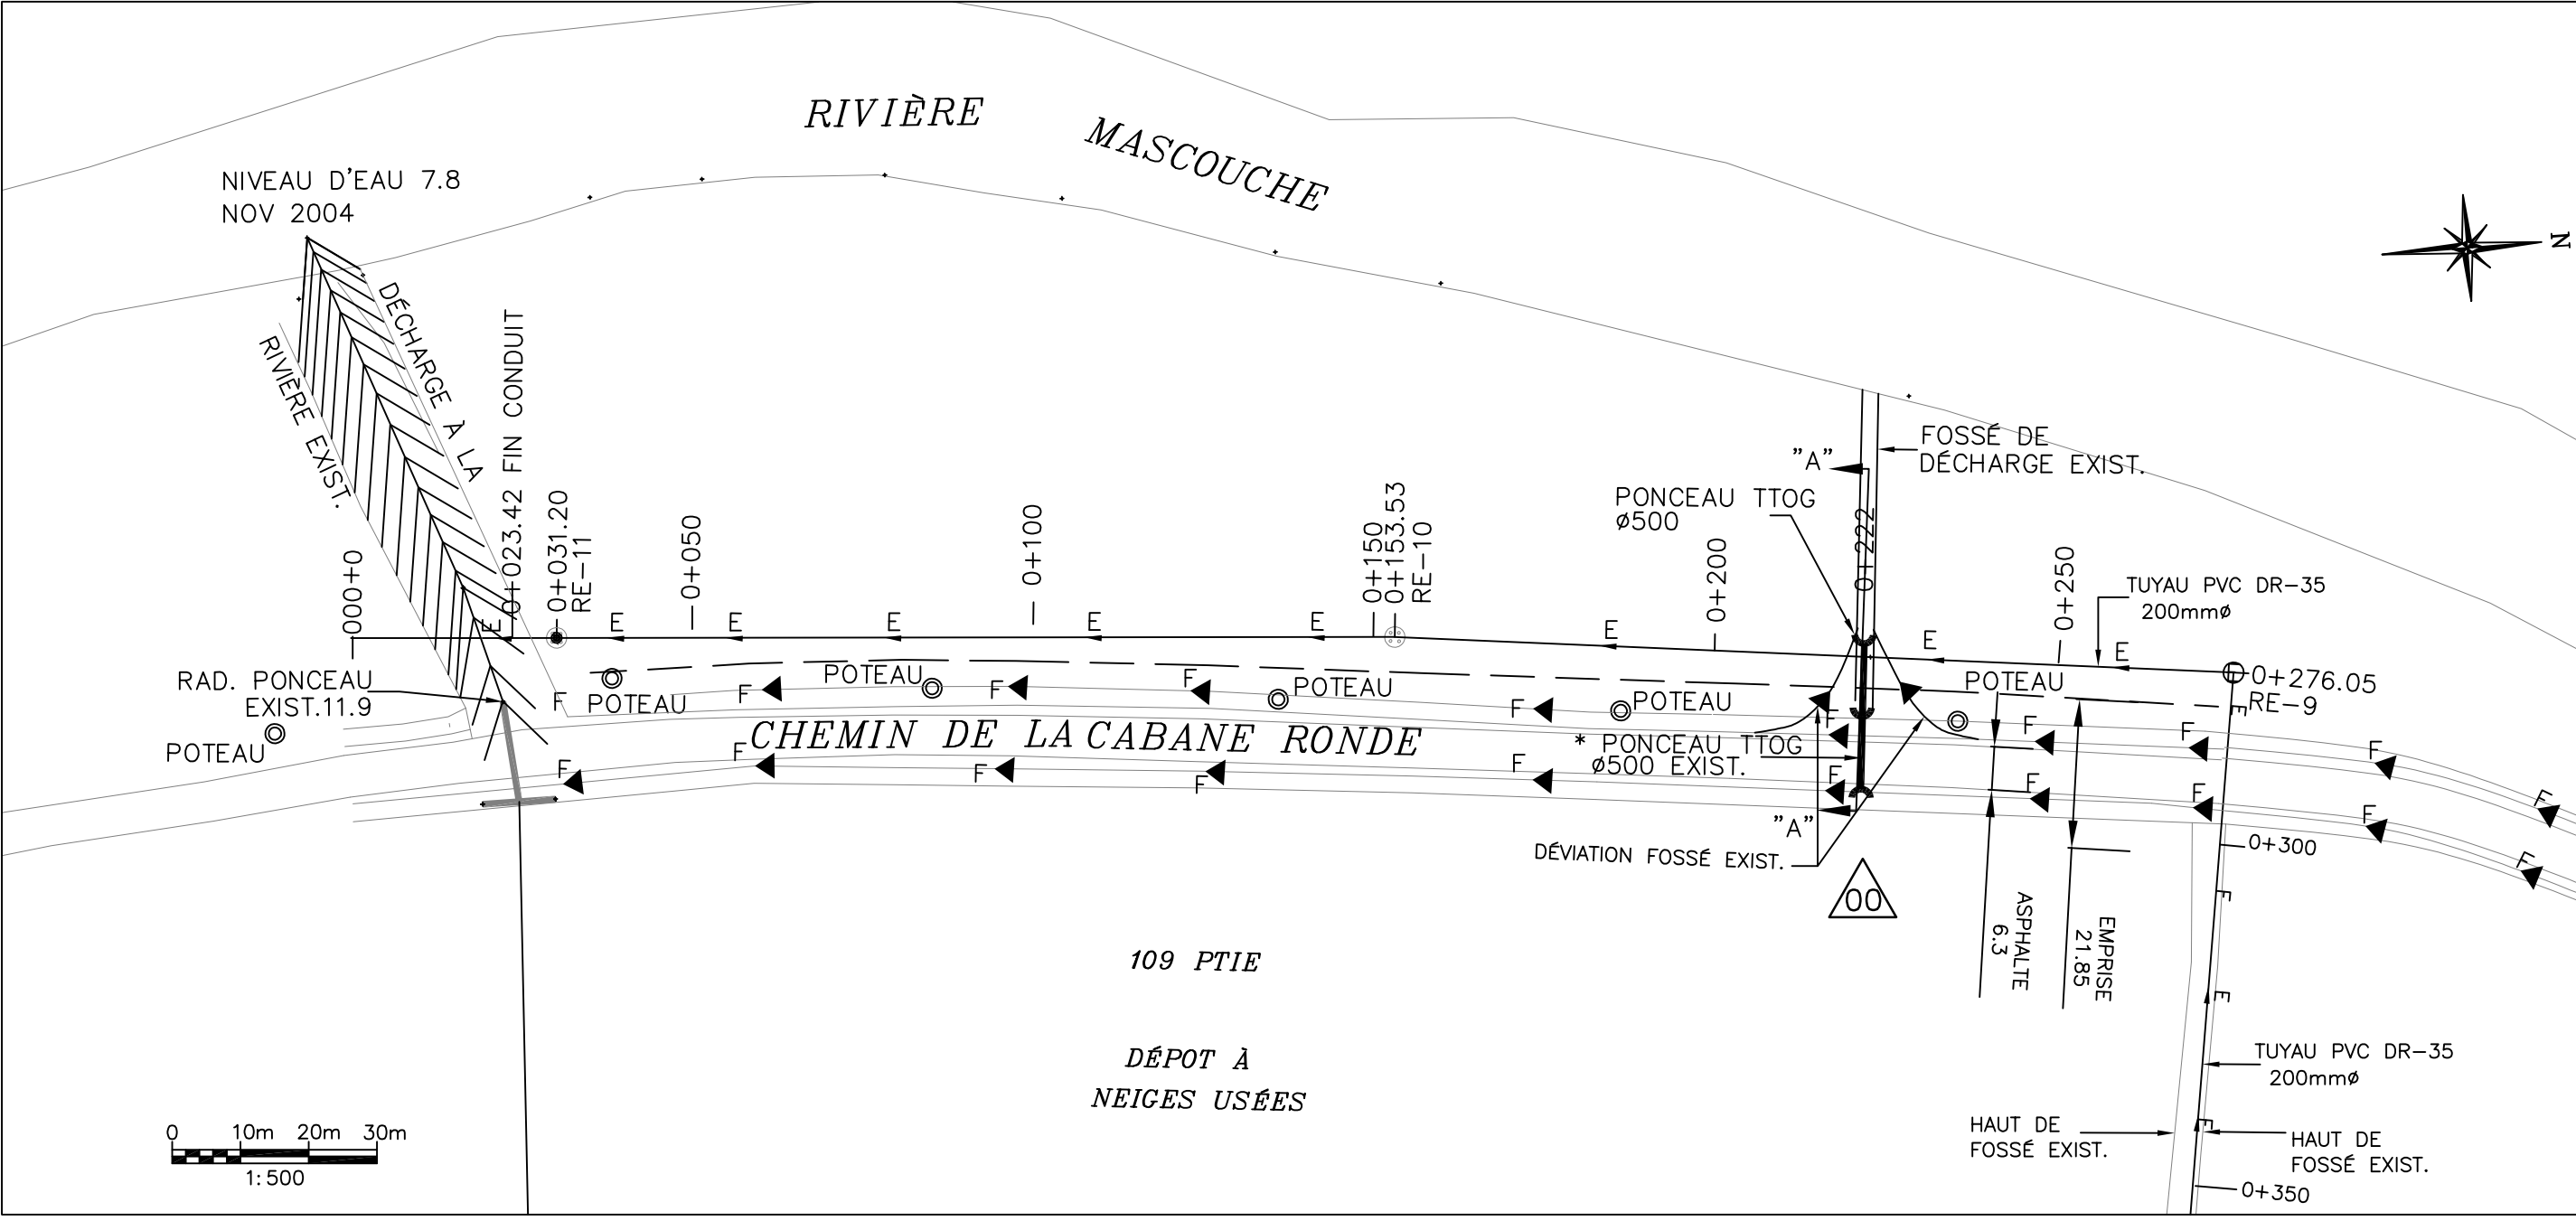 RIVIÈRE
MASCOUCHE
NIVEAU D'EAU 7.8
NOV 2004
N
DÉCHARGE À LA
RIVIÈRE EXIST.
0+000
0+023.42 FIN CONDUIT
0+031.20
RE-11
0+050
0+100
0+150
0+153.53
RE-10
0+200
0+222
0+250
"A"
FOSSÉ DE
DÉCHARGE EXIST.
PONCEAU TTOG
ø500
TUYAU PVC DR-35
200mmø
E
E
E
E
E
E
E
E
E
0+276.05
RE-9
RAD. PONCEAU
EXIST.11.9
POTEAU
POTEAU
POTEAU
POTEAU
POTEAU
POTEAU
F
F
F
F
F
F
F
F
F
CHEMIN DE LA CABANE RONDE
* PONCEAU TTOG
ø500 EXIST.
F
F
F
F
F
F
F
F
F
F
F
F
"A"
DÉVIATION FOSSÉ EXIST.
00
ASPHALTE
6.3
EMPRISE
21.85
0+300
F
E
F
109 PTIE
DÉPOT À
NEIGES USÉES
TUYAU PVC DR-35
200mmø
HAUT DE
FOSSÉ EXIST.
HAUT DE
FOSSÉ EXIST.
0+350
0 10m 20m 30m
1:500